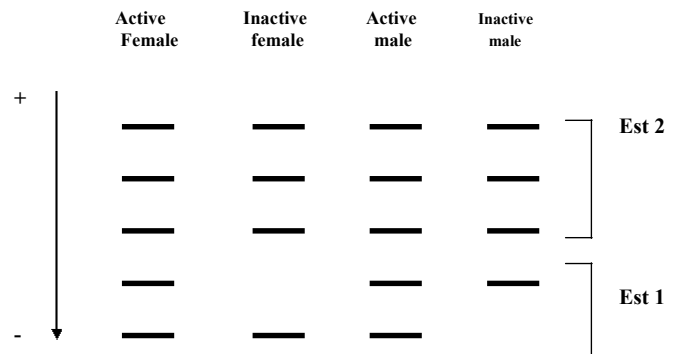 Active Inactive Active Inactive
Female female male male
+
Est 2
Est 1
-